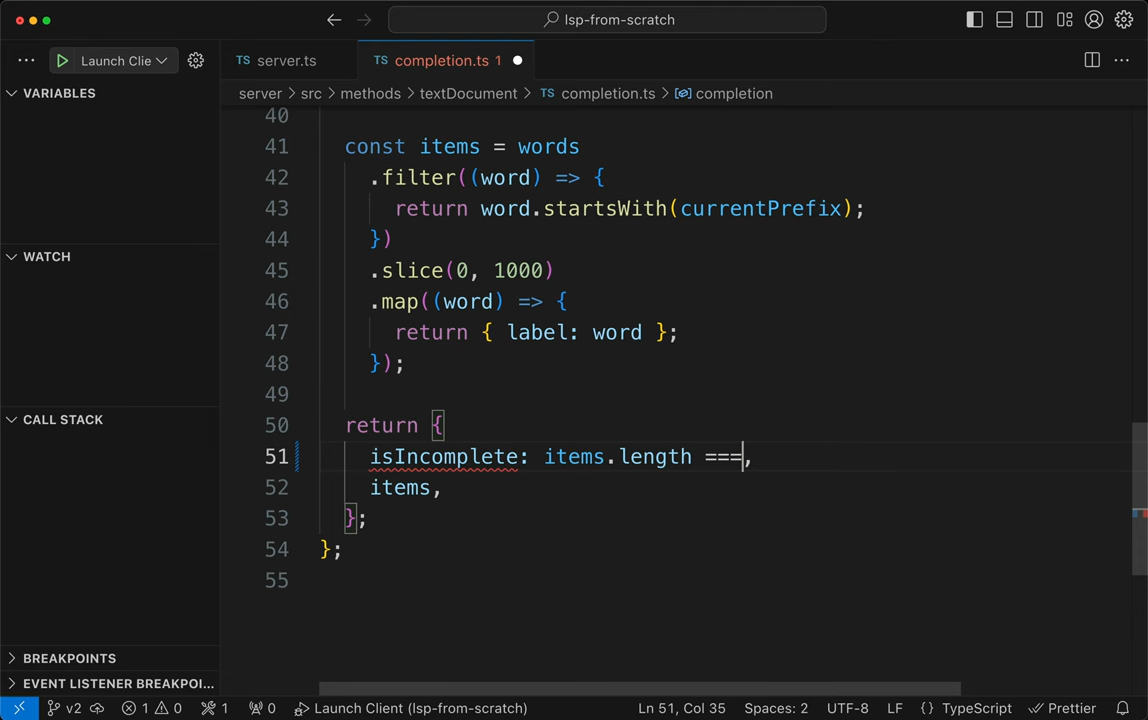 lsp-from-scratch
Launch Clie
TS server.ts
TS completion.ts 1
server > src > methods > textDocument > TS completion.ts > completion
VARIABLES
WATCH
CALL STACK
BREAKPOINTS
EVENT LISTENER BREAKPOI...
40
41 const items = words
42 .filter((word) => {
43 return word.startsWith(currentPrefix);
44 })
45 .slice(0, 1000)
46 .map((word) => {
47 return { label: word };
48 });
49
50 return {
51 isIncomplete: items.length ===,
52 items,
53 };
54 };
55
v2 1 0 1 0 Launch Client (lsp-from-scratch) Ln 51, Col 35 Spaces: 2 UTF-8 LF {} TypeScript Prettier